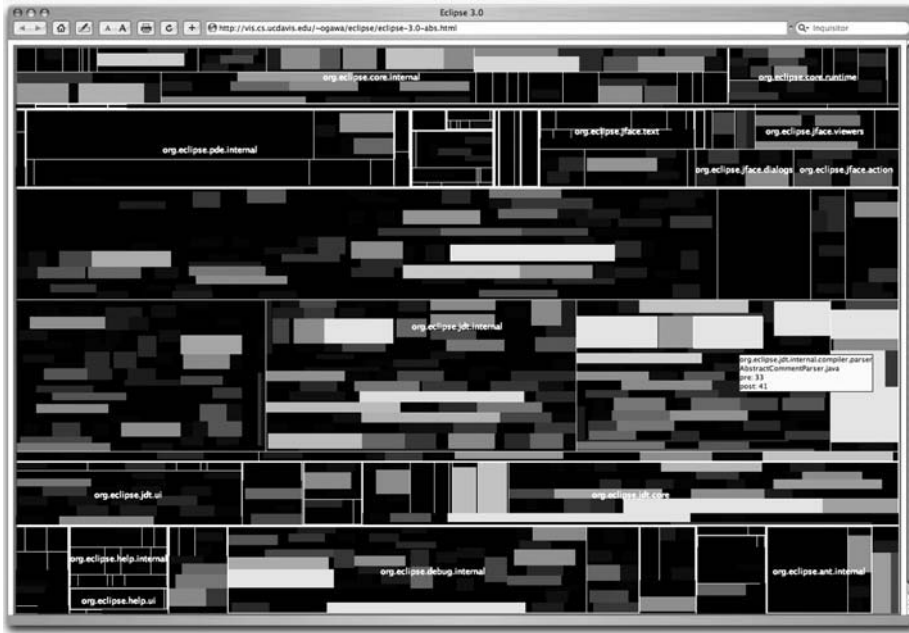 Eclipse 3.0
A A
http://vis.cs.ucdavis.edu/~ogawa/eclipse/eclipse-3.0-abs.html
Inquisitor
org.eclipse.core.internal
org.eclipse.core.runtime
org.eclipse.pde.internal
org.eclipse.jface.text
org.eclipse.jface.viewers
org.eclipse.jface.dialogs
org.eclipse.jface.action
org.eclipse.jdt.internal
org.eclipse.jdt.internal.compiler.parser
AbstractCommentParser.java
pre: 33
post: 41
org.eclipse.jdt.ui
org.eclipse.jdt.core
org.eclipse.help.internal
org.eclipse.debug.internal
org.eclipse.ant.internal
org.eclipse.help.ui